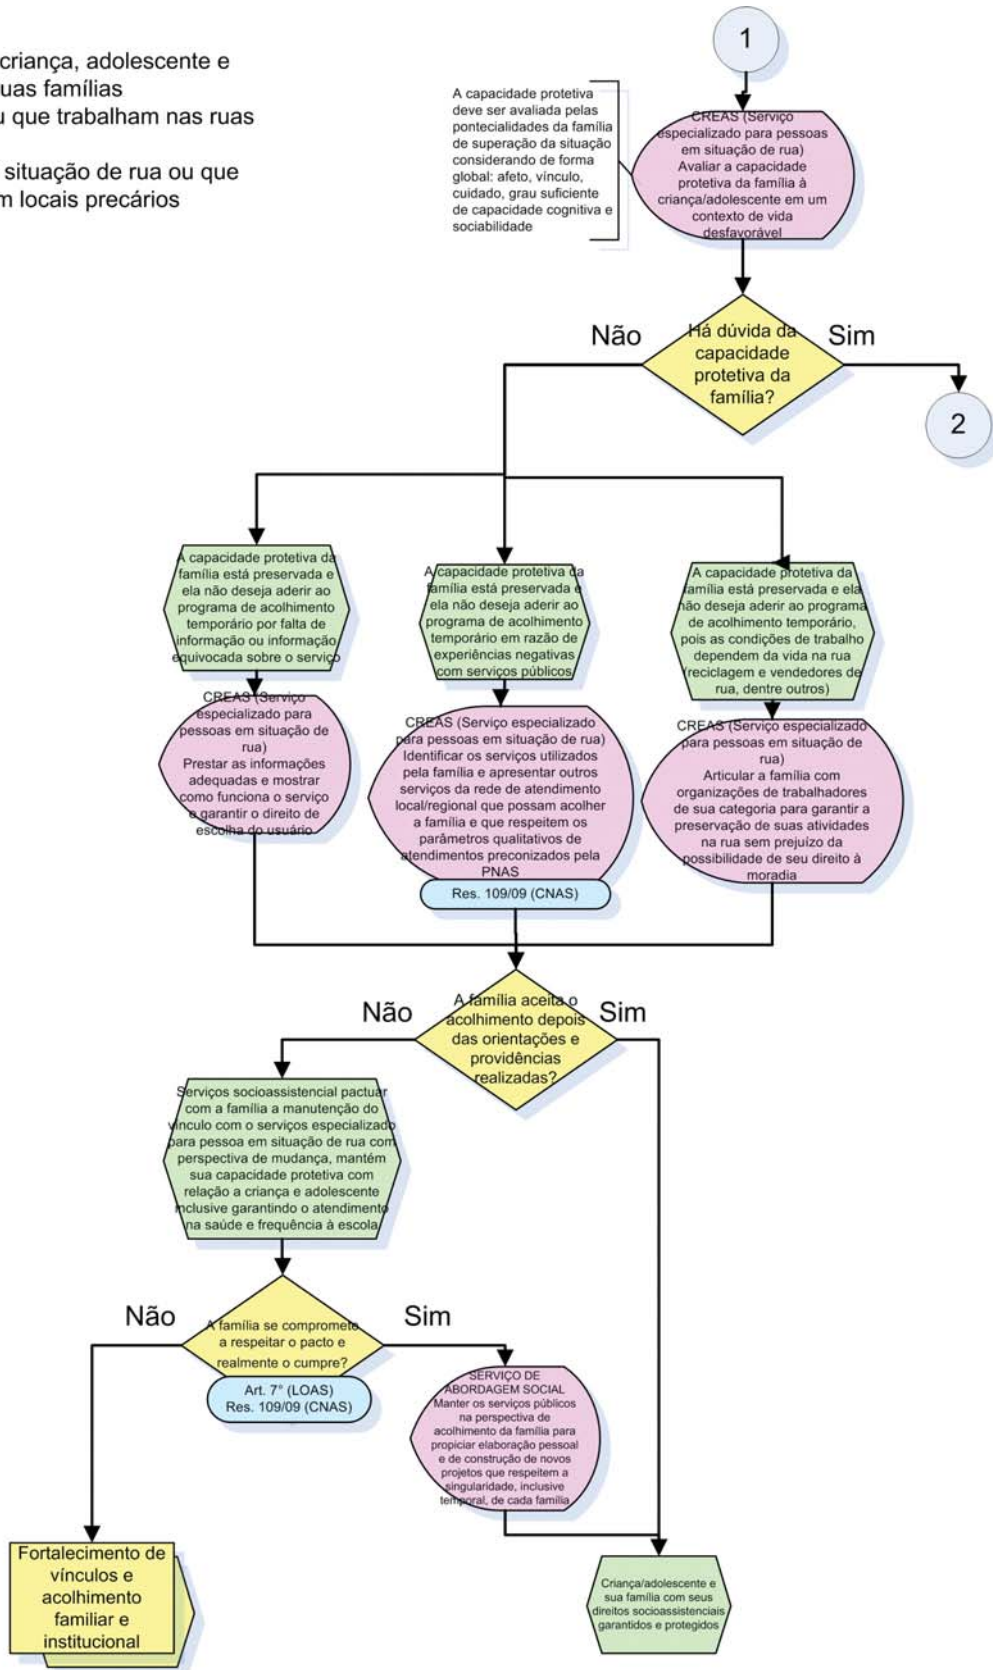 criança, adolescente e
uas famílias
u que trabalham nas ruas
situação de rua ou que
m locais precários
1
A capacidade protetiva
deve ser avaliada pelas
pontecialidades da família
de superação da situação
considerando de forma
global: afeto, vínculo,
cuidado, grau suficiente
de capacidade cognitiva e
sociabilidade
CREAS (Serviço
especializado para pessoas
em situação de rua)
Avaliar a capacidade
protetiva da família à
criança/adolescente em um
contexto de vida
desfavorável
Não
Há dúvida da
capacidade
protetiva da
família?
Sim
2
A capacidade protetiva da
família está preservada e
ela não deseja aderir ao
programa de acolhimento
temporário por falta de
informação ou informação
equivocada sobre o serviço
A capacidade protetiva da
família está preservada e
ela não deseja aderir ao
programa de acolhimento
temporário em razão de
experiências negativas
com serviços públicos
A capacidade protetiva da
família está preservada e ela
não deseja aderir ao programa
de acolhimento temporário,
pois as condições de trabalho
dependem da vida na rua
(reciclagem e vendedores de
rua, dentre outros)
CREAS (Serviço
especializado para
pessoas em situação de
rua)
Prestar as informações
adequadas e mostrar
como funciona o serviço
e garantir o direito de
escolha do usuário
CREAS (Serviço especializado
para pessoas em situação de rua)
Identificar os serviços utilizados
pela família e apresentar outros
serviços da rede de atendimento
local/regional que possam acolher
a família e que respeitem os
parâmetros qualitativos de
atendimentos preconizados pela
PNAS
Res. 109/09 (CNAS)
CREAS (Serviço especializado
para pessoas em situação de
rua)
Articular a família com
organizações de trabalhadores
de sua categoria para garantir a
preservação de suas atividades
na rua sem prejuízo da
possibilidade de seu direito à
moradia
Não
A família aceita o
acolhimento depois
das orientações e
providências
realizadas?
Sim
Serviços socioassistencial pactuar
com a família a manutenção do
vínculo com o serviços especializado
para pessoa em situação de rua com
perspectiva de mudança, mantém
sua capacidade protetiva com
relação a criança e adolescente
inclusive garantindo o atendimento
na saúde e frequência à escola
Não
A família se compromete
a respeitar o pacto e
realmente o cumpre?
Sim
Art. 7° (LOAS)
Res. 109/09 (CNAS)
SERVIÇO DE
ABORDAGEM SOCIAL
Manter os serviços públicos
na perspectiva de
acolhimento da família para
propiciar elaboração pessoal
e de construção de novos
projetos que respeitem a
singularidade, inclusive
temporal, de cada família
Fortalecimento de
vínculos e
acolhimento
familiar e
institucional
Criança/adolescente e
sua família com seus
direitos socioassistenciais
garantidos e protegidos